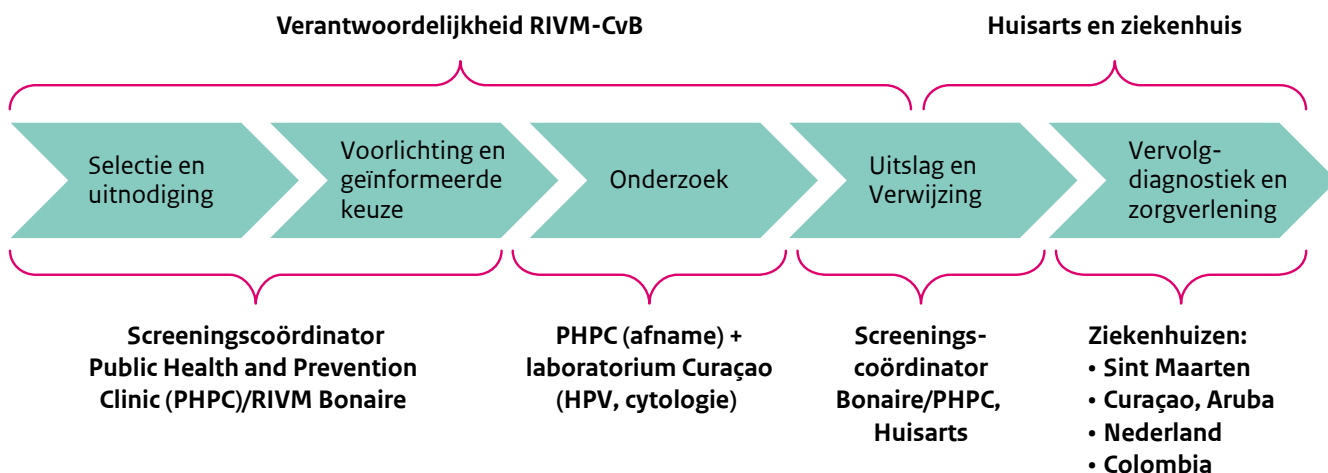 Verantwoordelijkheid RIVM-CvB
Huisarts en ziekenhuis
Selectie en
uitnodiging
Voorlichting en
geïnformeerde
keuze
Onderzoek
Uitslag en
Verwijzing
Vervolg-
diagnostiek en
zorgverlening
Screeningscoördinator
Public Health and Prevention
Clinic (PHPC)/RIVM Bonaire
PHPC (afname) +
laboratorium Curaçao
(HPV, cytologie)
Screenings-
coördinator
Bonaire/PHPC,
Huisarts
Ziekenhuizen:
• Sint Maarten
• Curaçao, Aruba
• Nederland
• Colombia